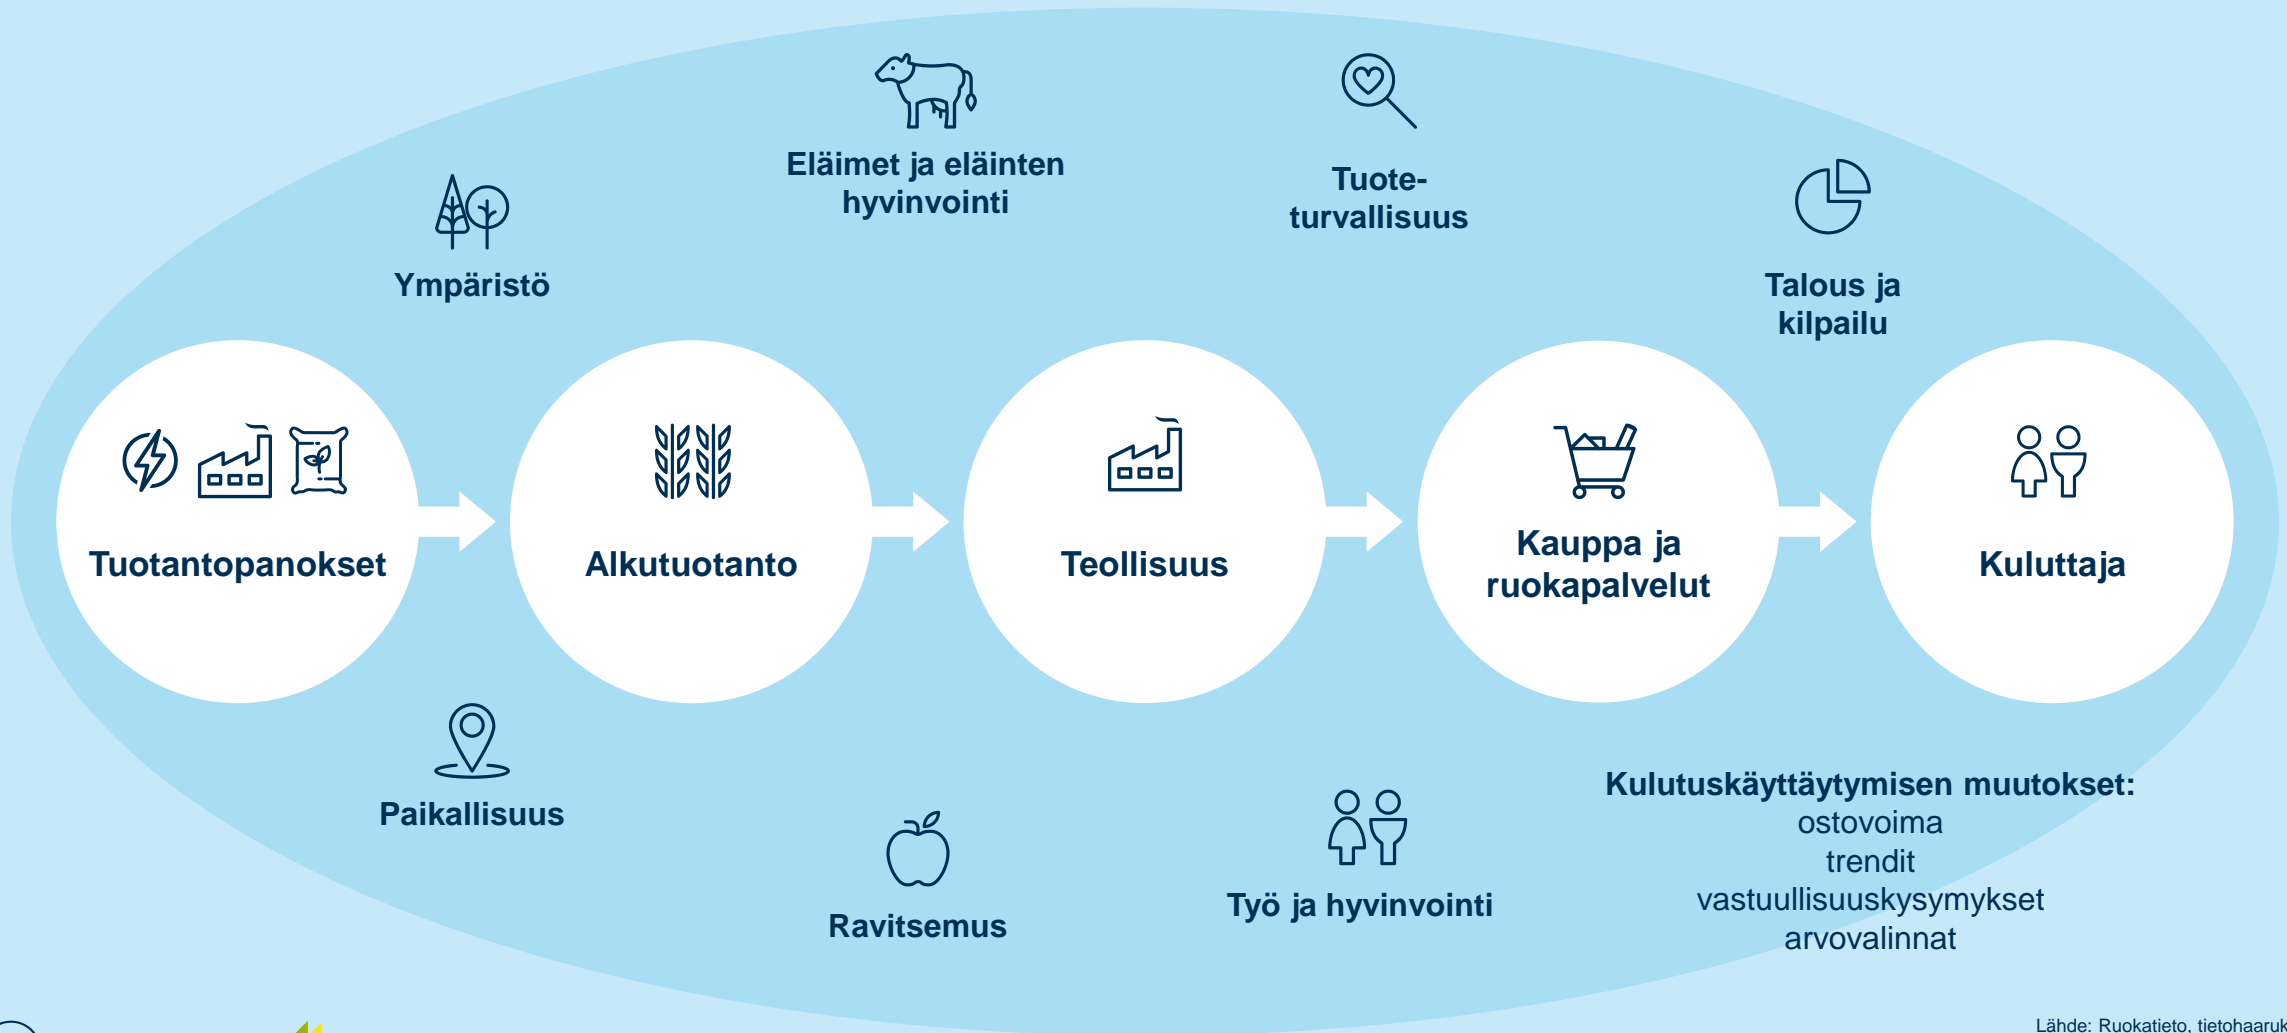 Eläimet ja eläinten
hyvinvointi
Tuote-
turvallisuus
Ympäristö
Talous ja
kilpailu
Tuotantopanokset
Alkutuotanto
Teollisuus
Kauppa ja
ruokapalvelut
Kuluttaja
Paikallisuus
Ravitsemus
Työ ja hyvinvointi
Kulutuskäyttäytymisen muutokset:
ostovoima
trendit
vastuullisuuskysymykset
arvovalinnat
Lähde: Ruokatieto, tietohaaruk